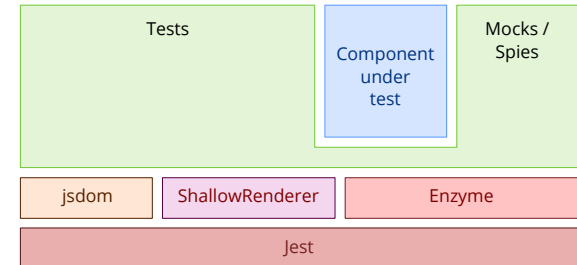 Tests
Component
under
test
Mocks /
Spies
jsdom
ShallowRenderer
Enzyme
Jest